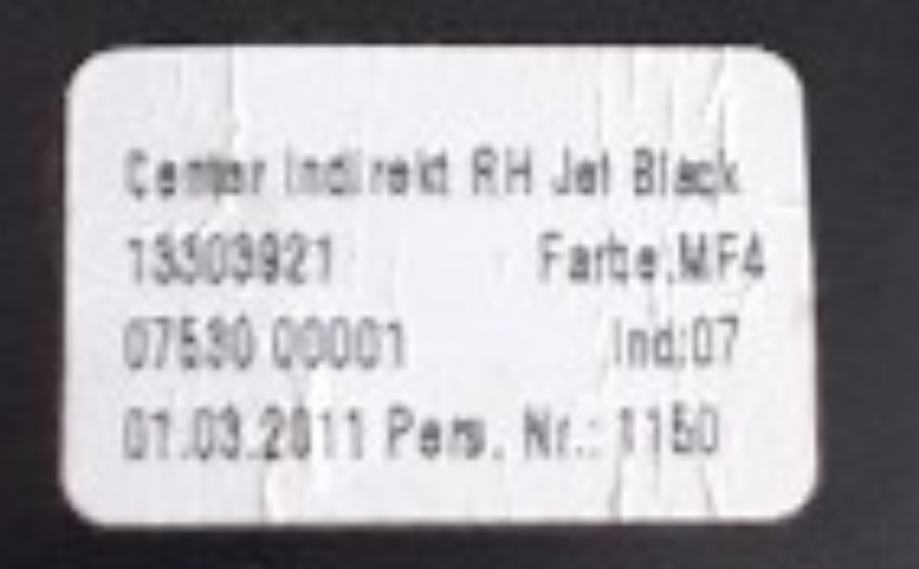 Center Indirekt RH Jet Black
13303921 Farbe:MF4
07530 00001 Ind:07
01.03.2011 Pers. Nr.: 1150